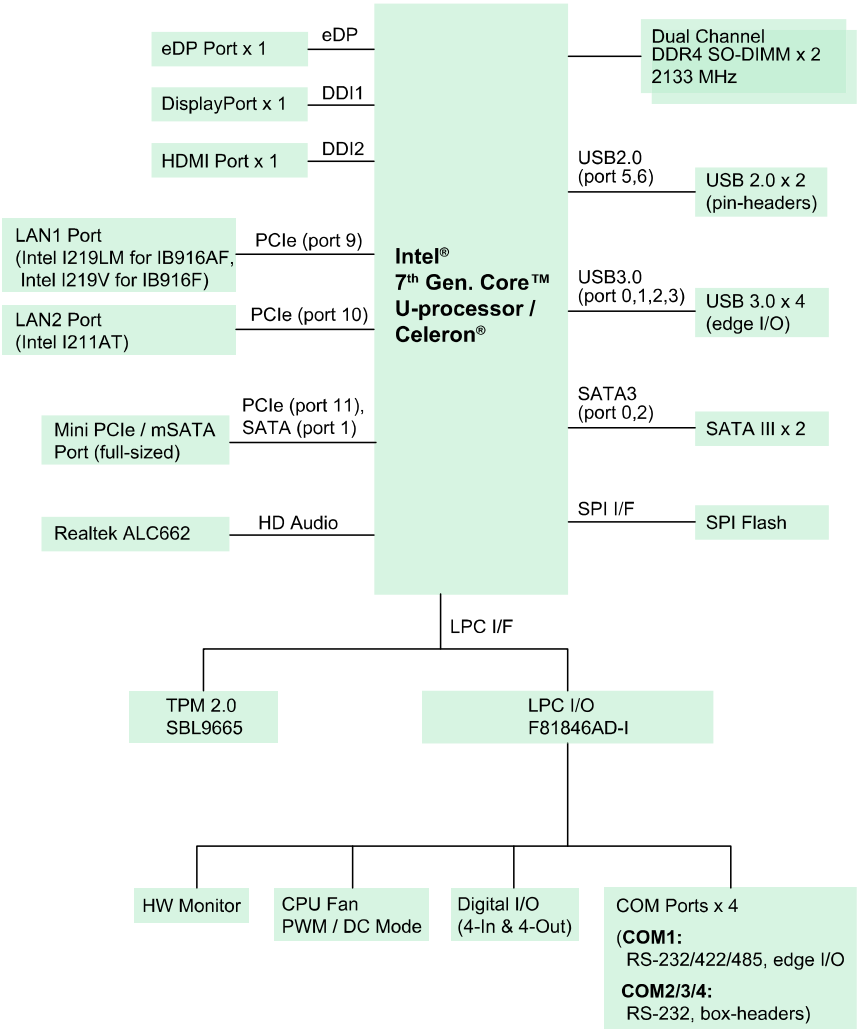 eDP Port x 1
eDP
DisplayPort x 1
DDI1
HDMI Port x 1
DDI2
LAN1 Port
(Intel I219LM for IB916AF,
Intel I219V for IB916F)
PCIe (port 9)
LAN2 Port
(Intel I211AT)
PCIe (port 10)
Mini PCIe / mSATA
Port (full-sized)
PCIe (port 11),
SATA (port 1)
Realtek ALC662
HD Audio
Intel®
7th Gen. Core™
U-processor /
Celeron®
Dual Channel
DDR4 SO-DIMM x 2
2133 MHz
USB2.0
(port 5,6)
USB 2.0 x 2
(pin-headers)
USB3.0
(port 0,1,2,3)
USB 3.0 x 4
(edge I/O)
SATA3
(port 0,2)
SATA III x 2
SPI I/F
SPI Flash
LPC I/F
TPM 2.0
SBL9665
LPC I/O
F81846AD-I
HW Monitor
CPU Fan
PWM / DC Mode
Digital I/O
(4-In & 4-Out)
COM Ports x 4
(COM1:
RS-232/422/485, edge I/O
COM2/3/4:
RS-232, box-headers)